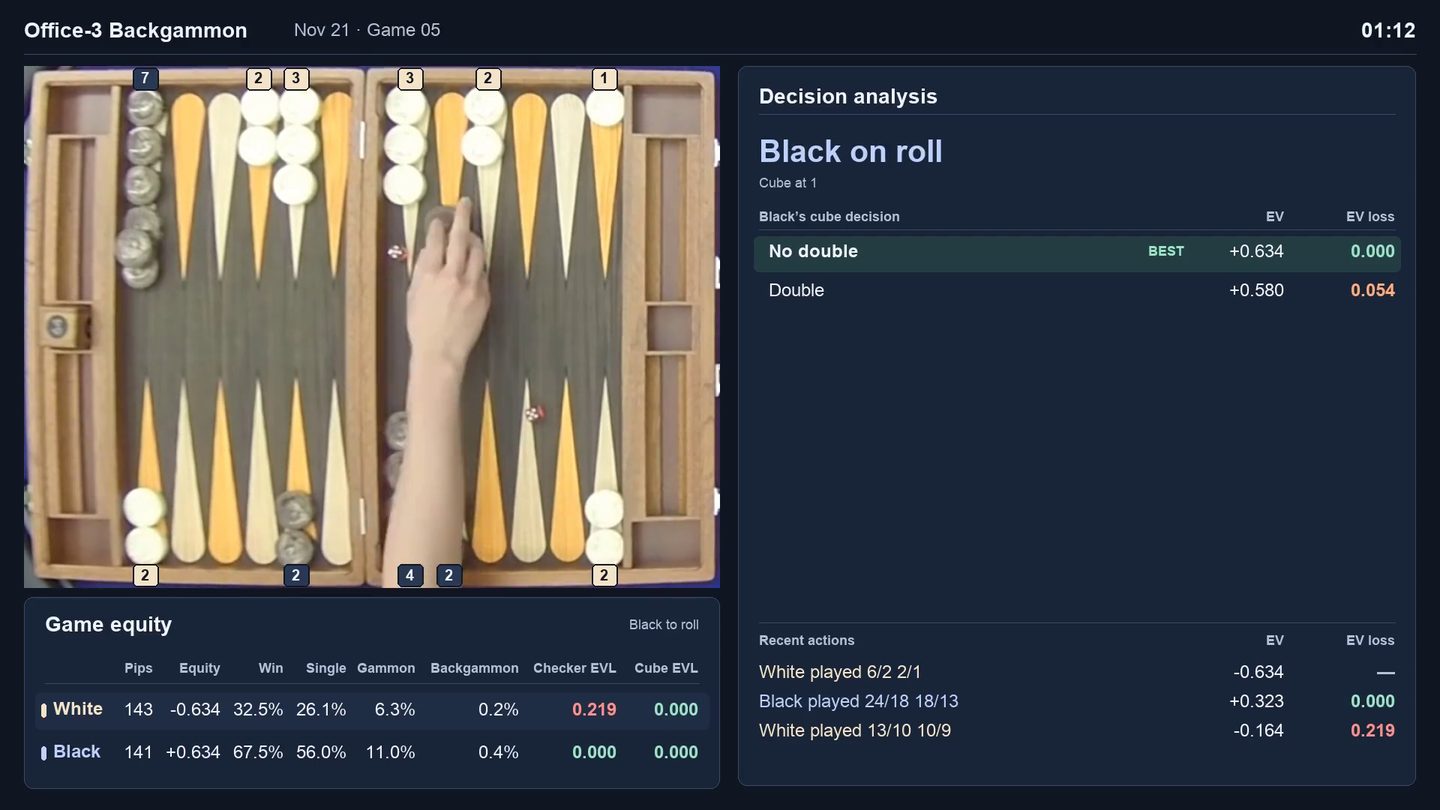 Office-3 Backgammon Nov 21 · Game 05 01:12
7 2 3 3 2 1
2 2 4 2 2
Game equity Black to roll
Pips Equity Win Single Gammon Backgammon Checker EVL Cube EVL
White 143 -0.634 32.5% 26.1% 6.3% 0.2% 0.219 0.000
Black 141 +0.634 67.5% 56.0% 11.0% 0.4% 0.000 0.000
Decision analysis
Black on roll
Cube at 1
Black's cube decision EV EV loss
No double BEST +0.634 0.000
Double +0.580 0.054
Recent actions EV EV loss
White played 6/2 2/1 -0.634 —
Black played 24/18 18/13 +0.323 0.000
White played 13/10 10/9 -0.164 0.219